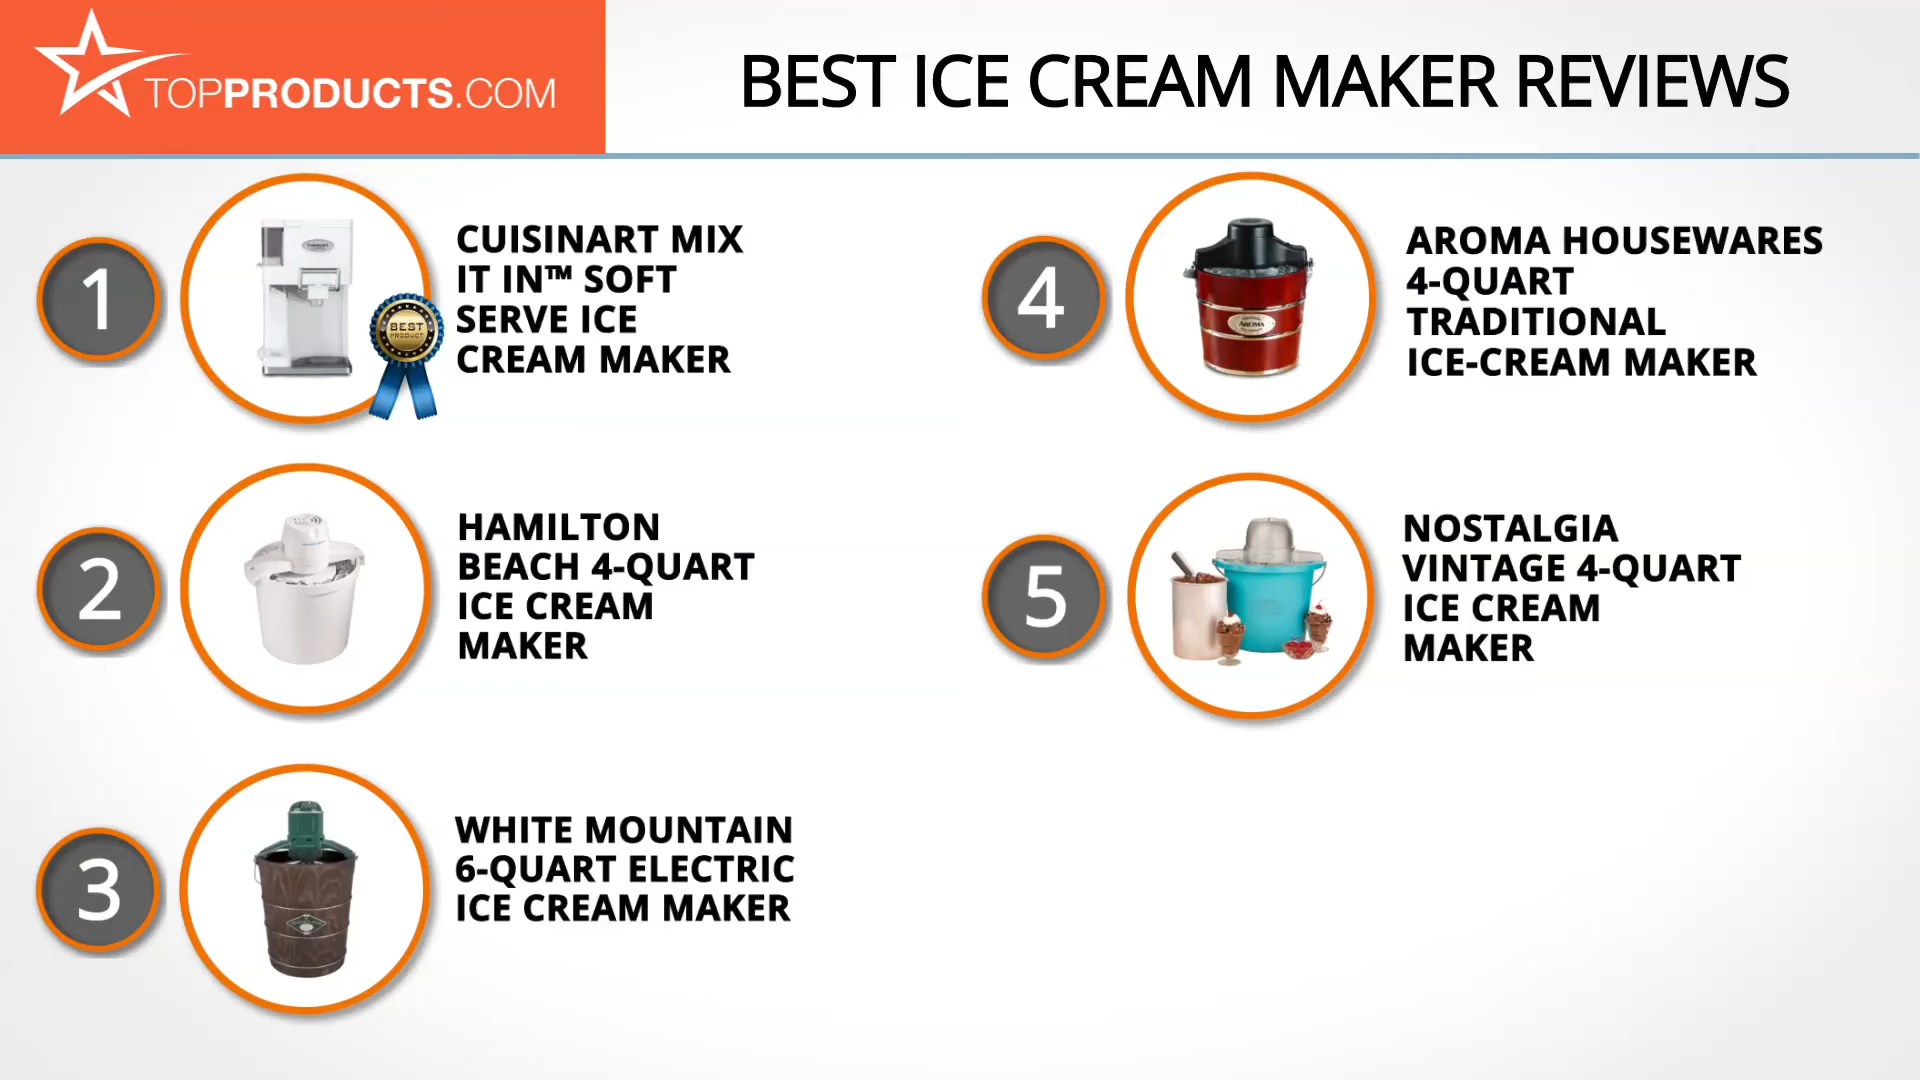 TOPPRODUCTS.COM
BEST ICE CREAM MAKER REVIEWS
1
CUISINART MIX
IT IN™ SOFT
SERVE ICE
CREAM MAKER
BEST
PRODUCT
2
HAMILTON
BEACH 4-QUART
ICE CREAM
MAKER
3
WHITE MOUNTAIN
6-QUART ELECTRIC
ICE CREAM MAKER
4
AROMA HOUSEWARES
4-QUART
TRADITIONAL
ICE-CREAM MAKER
AROMA
5
NOSTALGIA
VINTAGE 4-QUART
ICE CREAM
MAKER